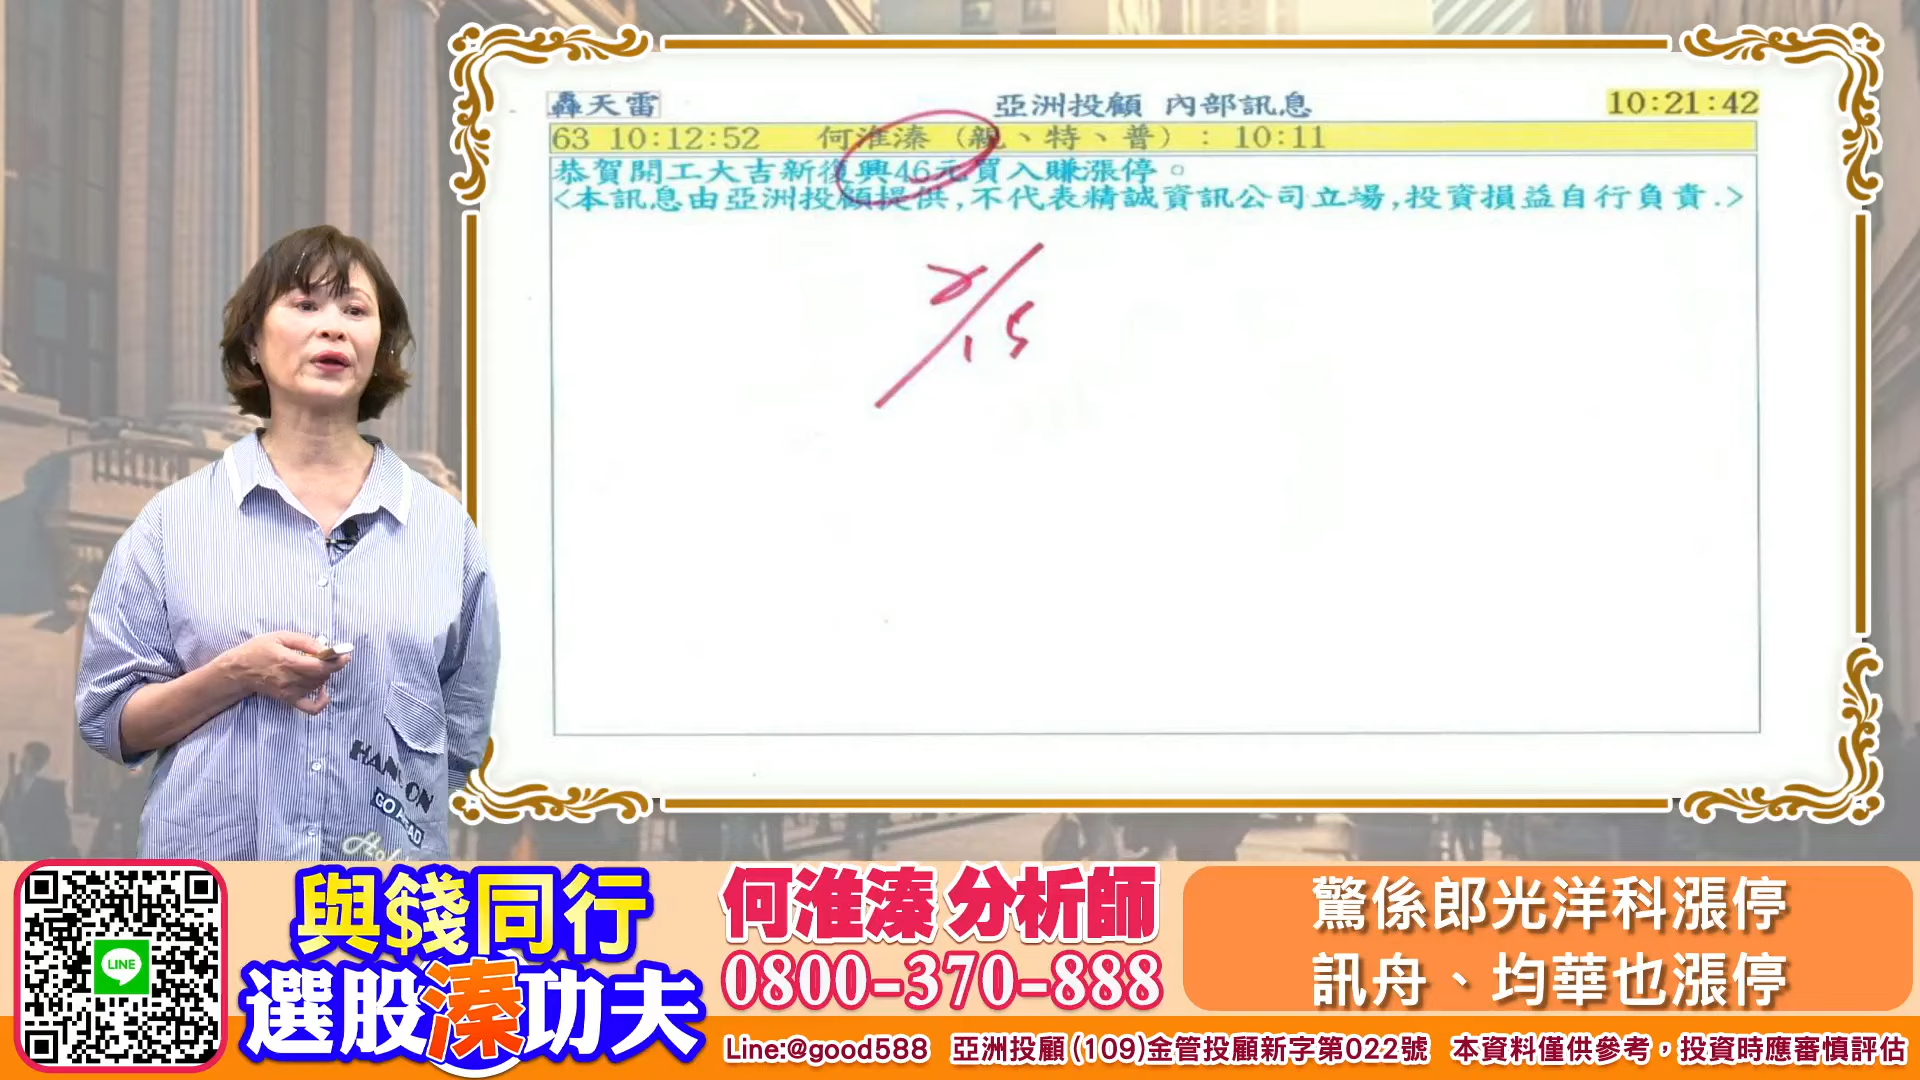 轟天雷 亞洲投顧 內部訊息 10:21:42
63 10:12:52 何淮溱 (親、特、普) : 10:11
恭賀開工大吉新復興46元買入賺漲停。
<本訊息由亞洲投顧提供,不代表精誠資訊公司立場,投資損益自行負責.>
2/15
HANG ON
GO AHEAD
LINE
與錢同行
選股溱功夫
何淮溱 分析師
0800-370-888
驚係郎光洋科漲停
訊舟、均華也漲停
Line:@good588 亞洲投顧 (109)金管投顧新字第022號 本資料僅供參考，投資時應審慎評估